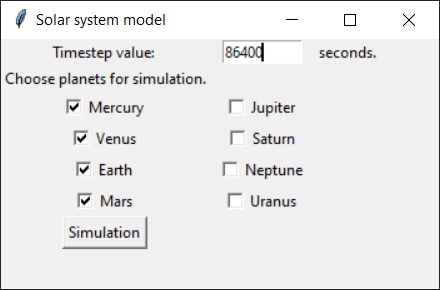 Solar system model
Timestep value: 86400 seconds.
Choose planets for simulation.
Mercury Jupiter
Venus Saturn
Earth Neptune
Mars Uranus
Simulation